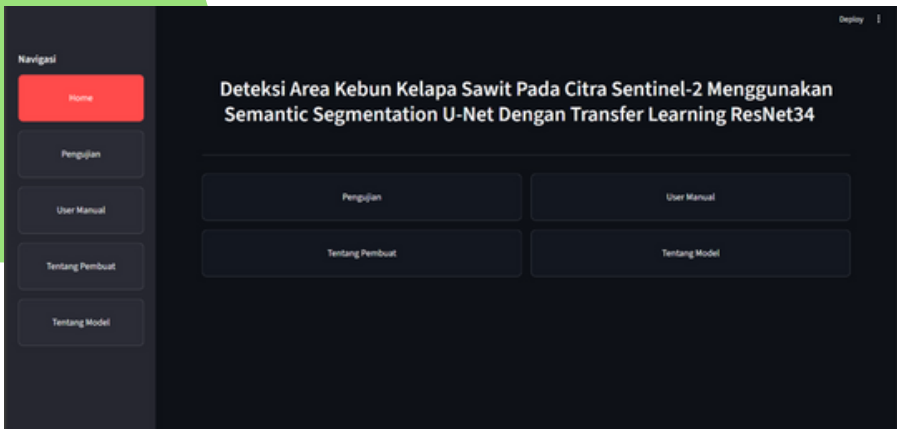 Deploy
Navigasi
Home
Pengujian
User Manual
Tentang Pembuat
Tentang Model
Deteksi Area Kebun Kelapa Sawit Pada Citra Sentinel-2 Menggunakan
Semantic Segmentation U-Net Dengan Transfer Learning ResNet34
Pengujian
User Manual
Tentang Pembuat
Tentang Model